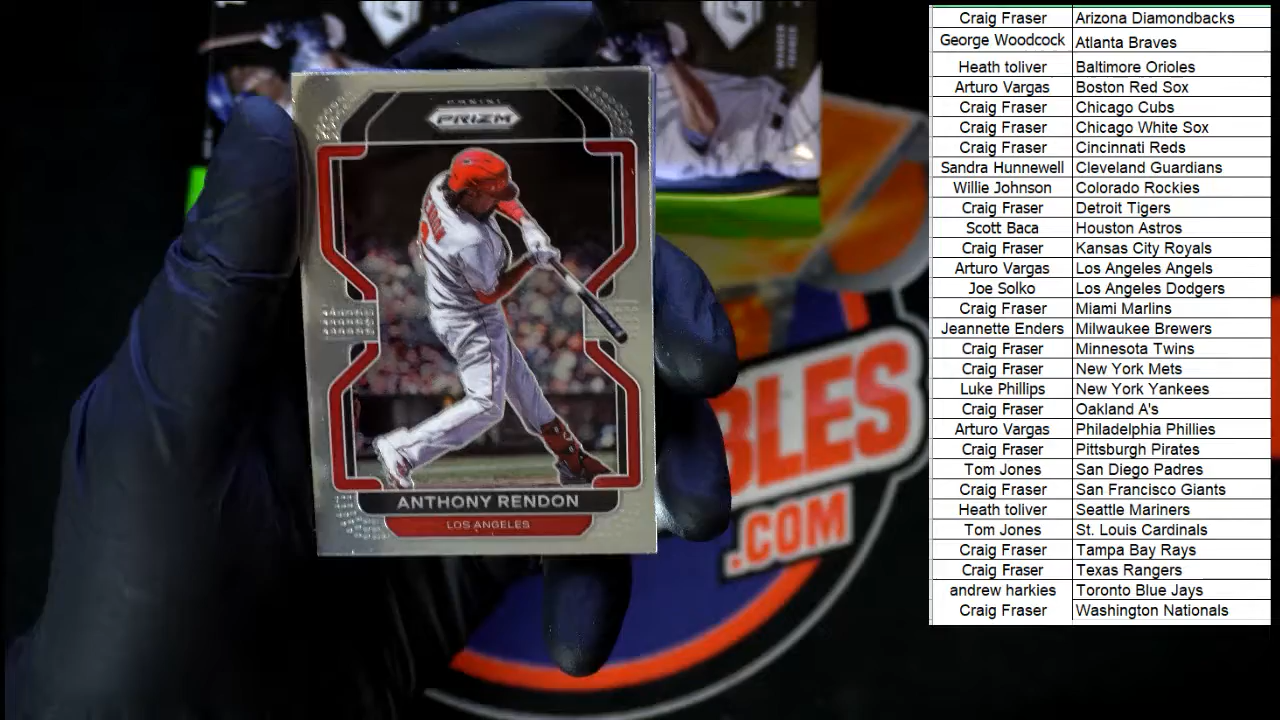 PANINI
PRIZM
RENDON
ANTHONY RENDON
LOS ANGELES
WANDER
FRANCO
BLES
.COM
Craig Fraser Arizona Diamondbacks
George Woodcock Atlanta Braves
Heath toliver Baltimore Orioles
Arturo Vargas Boston Red Sox
Craig Fraser Chicago Cubs
Craig Fraser Chicago White Sox
Craig Fraser Cincinnati Reds
Sandra Hunnewell Cleveland Guardians
Willie Johnson Colorado Rockies
Craig Fraser Detroit Tigers
Scott Baca Houston Astros
Craig Fraser Kansas City Royals
Arturo Vargas Los Angeles Angels
Joe Solko Los Angeles Dodgers
Craig Fraser Miami Marlins
Jeannette Enders Milwaukee Brewers
Craig Fraser Minnesota Twins
Craig Fraser New York Mets
Luke Phillips New York Yankees
Craig Fraser Oakland A's
Arturo Vargas Philadelphia Phillies
Craig Fraser Pittsburgh Pirates
Tom Jones San Diego Padres
Craig Fraser San Francisco Giants
Heath toliver Seattle Mariners
Tom Jones St. Louis Cardinals
Craig Fraser Tampa Bay Rays
Craig Fraser Texas Rangers
andrew harkies Toronto Blue Jays
Craig Fraser Washington Nationals